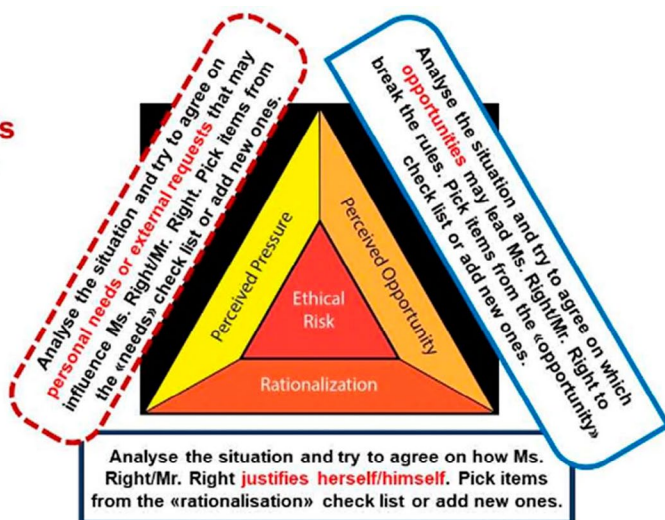 s
Analyse the situation and try to agree on
personal needs or external requests that may
influence Ms. Right/Mr. Right. Pick items from
the «needs» check list or add new ones.
Analyse the situation and try to agree on which
opportunities may lead Ms. Right/Mr. Right to
break the rules. Pick items from the «opportunity»
check list or add new ones.
Perceived Pressure
Perceived Opportunity
Ethical
Risk
Rationalization
Analyse the situation and try to agree on how Ms.
Right/Mr. Right justifies herself/himself. Pick items
from the «rationalisation» check list or add new ones.